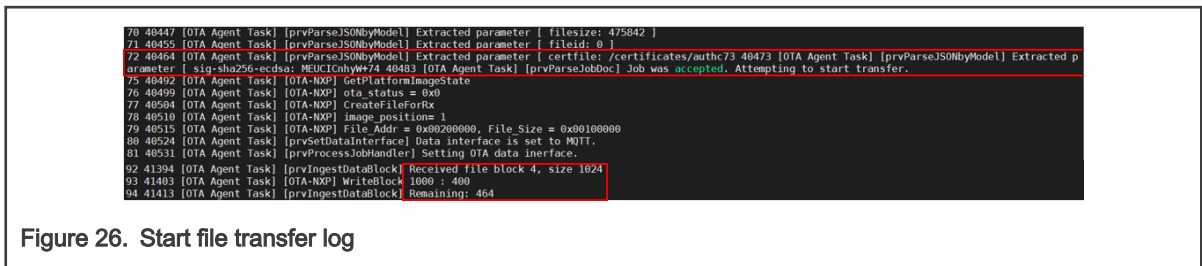 70 40447 [OTA Agent Task] [prvParseJSONbyModel] Extracted parameter [ filesize: 475842 ]
71 40455 [OTA Agent Task] [prvParseJSONbyModel] Extracted parameter [ fileid: 0 ]
72 40464 [OTA Agent Task] [prvParseJSONbyModel] Extracted parameter [ certfile: /certificates/authc73 40473 [OTA Agent Task] [prvParseJSONbyModel] Extracted p
arameter [ sig-sha256-ecdsa: MEUCICnhyW+74 40483 [OTA Agent Task] [prvParseJobDoc] Job was accepted. Attempting to start transfer.
75 40492 [OTA Agent Task] [OTA-NXP] GetPlatformImageState
76 40499 [OTA Agent Task] [OTA-NXP] ota_status = 0x0
77 40504 [OTA Agent Task] [OTA-NXP] CreateFileForRx
78 40510 [OTA Agent Task] [OTA-NXP] image_position= 1
79 40515 [OTA Agent Task] [OTA-NXP] File_Addr = 0x00200000, File_Size = 0x00100000
80 40524 [OTA Agent Task] [prvSetDataInterface] Data interface is set to MQTT.
81 40531 [OTA Agent Task] [prvProcessJobHandler] Setting OTA data inerface.
92 41394 [OTA Agent Task] [prvIngestDataBlock] Received file block 4, size 1024
93 41403 [OTA Agent Task] [OTA-NXP] WriteBlock 1000 : 400
94 41413 [OTA Agent Task] [prvIngestDataBlock] Remaining: 464
Figure 26. Start file transfer log